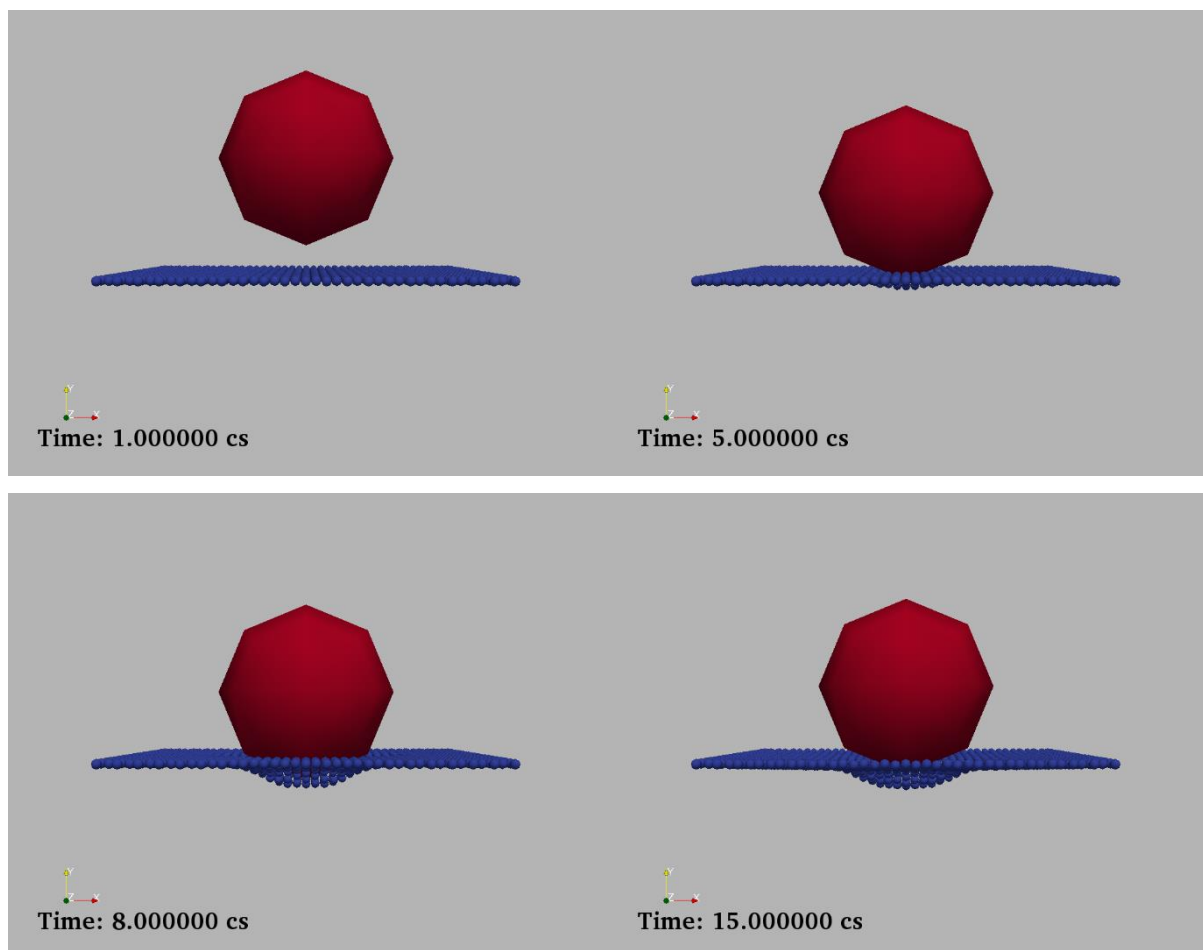 Y
Z X
Time: 1.000000 cs
Y
Z X
Time: 5.000000 cs
Y
Z X
Time: 8.000000 cs
Y
Z X
Time: 15.000000 cs